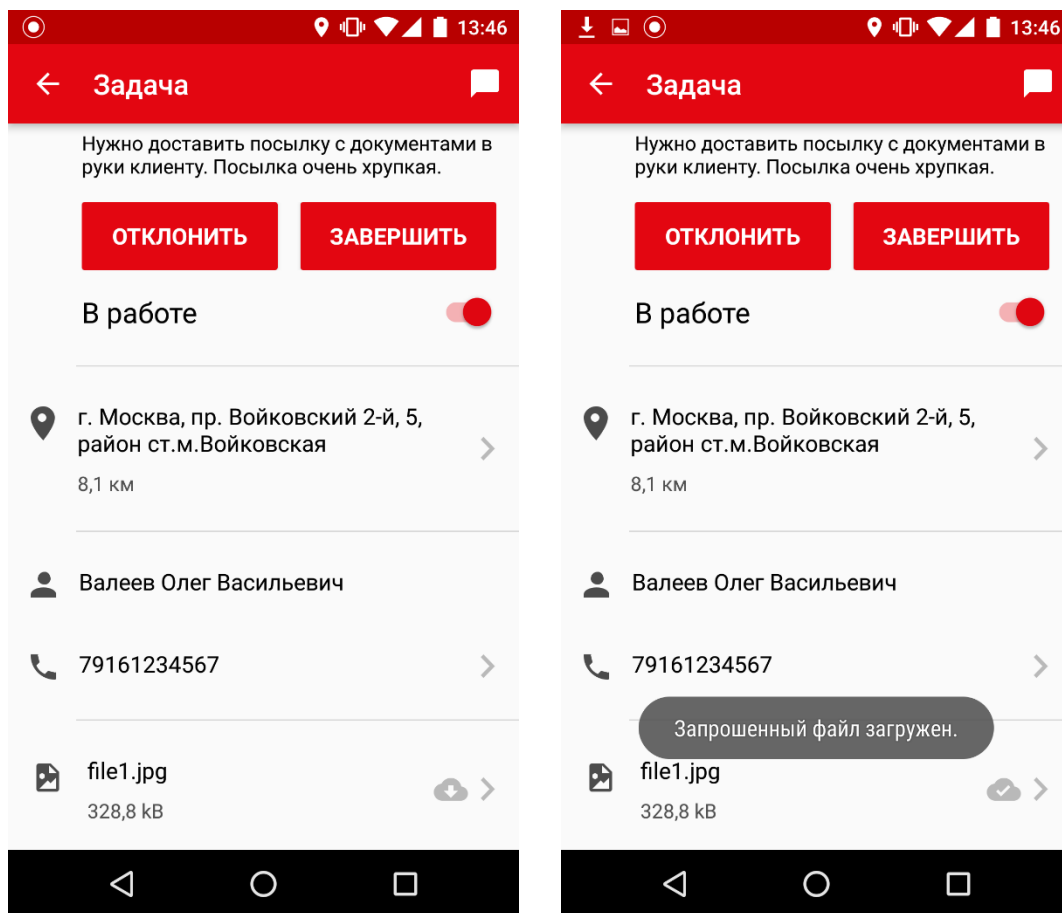 13:46
Задача
Нужно доставить посылку с документами в
руки клиенту. Посылка очень хрупкая.
ОТКЛОНИТЬ
ЗАВЕРШИТЬ
В работе
г. Москва, пр. Войковский 2-й, 5,
район ст.м.Войковская
8,1 км
Валеев Олег Васильевич
79161234567
file1.jpg
328,8 kB
13:46
Задача
Нужно доставить посылку с документами в
руки клиенту. Посылка очень хрупкая.
ОТКЛОНИТЬ
ЗАВЕРШИТЬ
В работе
г. Москва, пр. Войковский 2-й, 5,
район ст.м.Войковская
8,1 км
Валеев Олег Васильевич
79161234567
Запрошенный файл загружен.
file1.jpg
328,8 kB